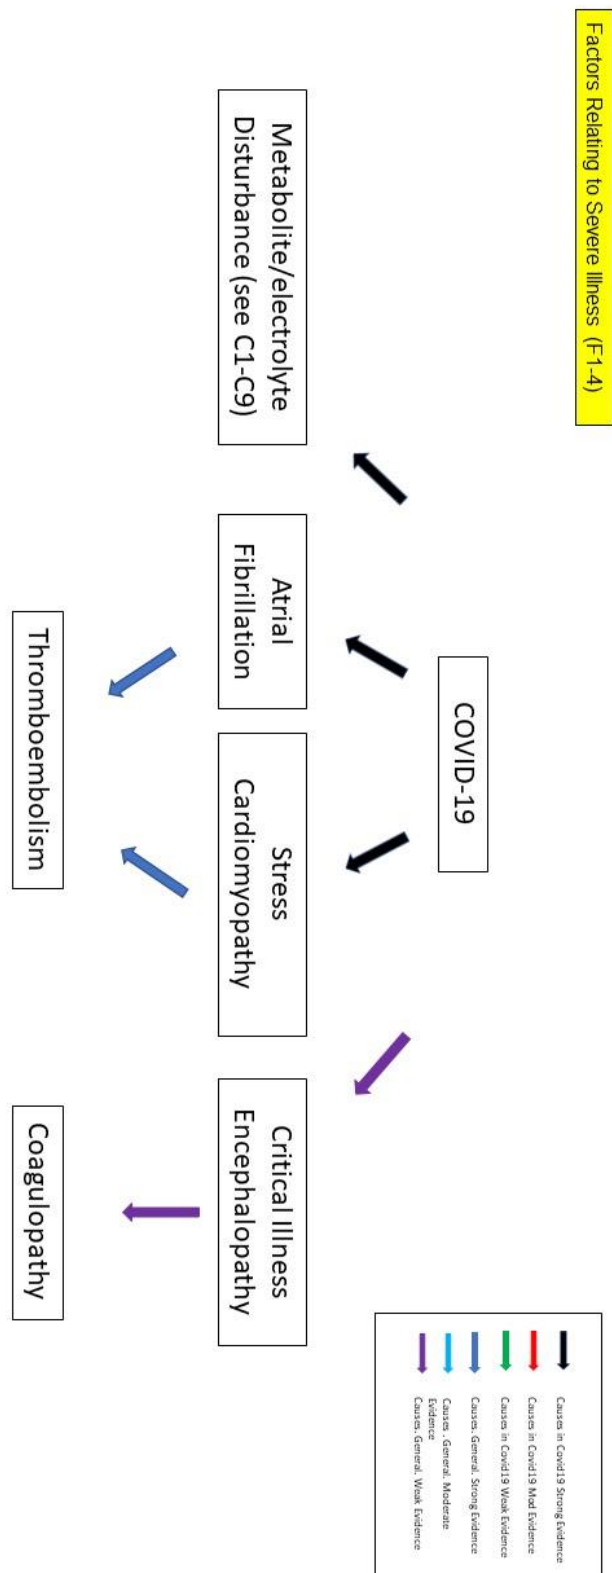 Factors Relating to Severe Illness (F1-4)
COVID-19
Metabolite/electrolyte
Disturbance (see C1-C9)
Atrial
Fibrillation
Stress
Cardiomyopathy
Critical Illness
Encephalopathy
Thromboembolism
Coagulopathy
Causes in Covid19 Strong Evidence
Causes in Covid19 Mod Evidence
Causes in Covid19 Weak Evidence
Causes. General. Strong Evidence
Causes . General. Moderate
Evidence
Causes. General. Weak Evidence